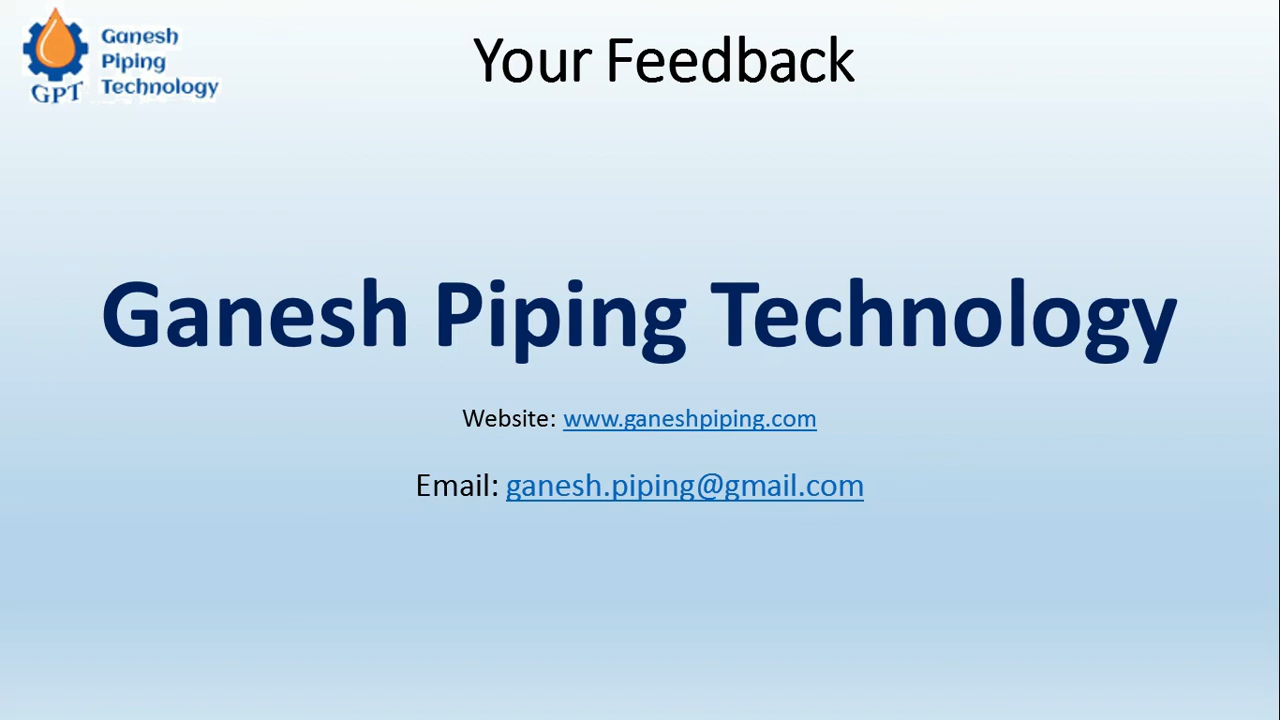 Ganesh
Piping
Technology
GPT
Your Feedback
Ganesh Piping Technology
Website: www.ganeshpiping.com
Email: ganesh.piping@gmail.com